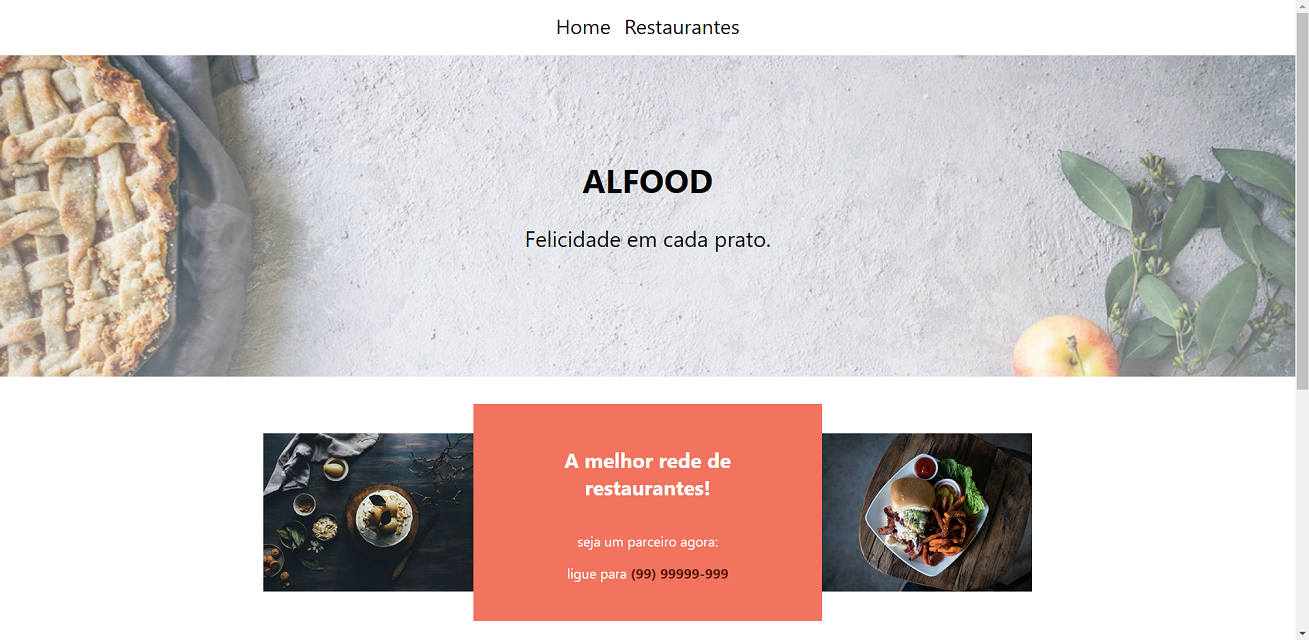 Home Restaurantes
ALFOOD
Felicidade em cada prato.
A melhor rede de
restaurantes!
seja um parceiro agora:
ligue para (99) 99999-999